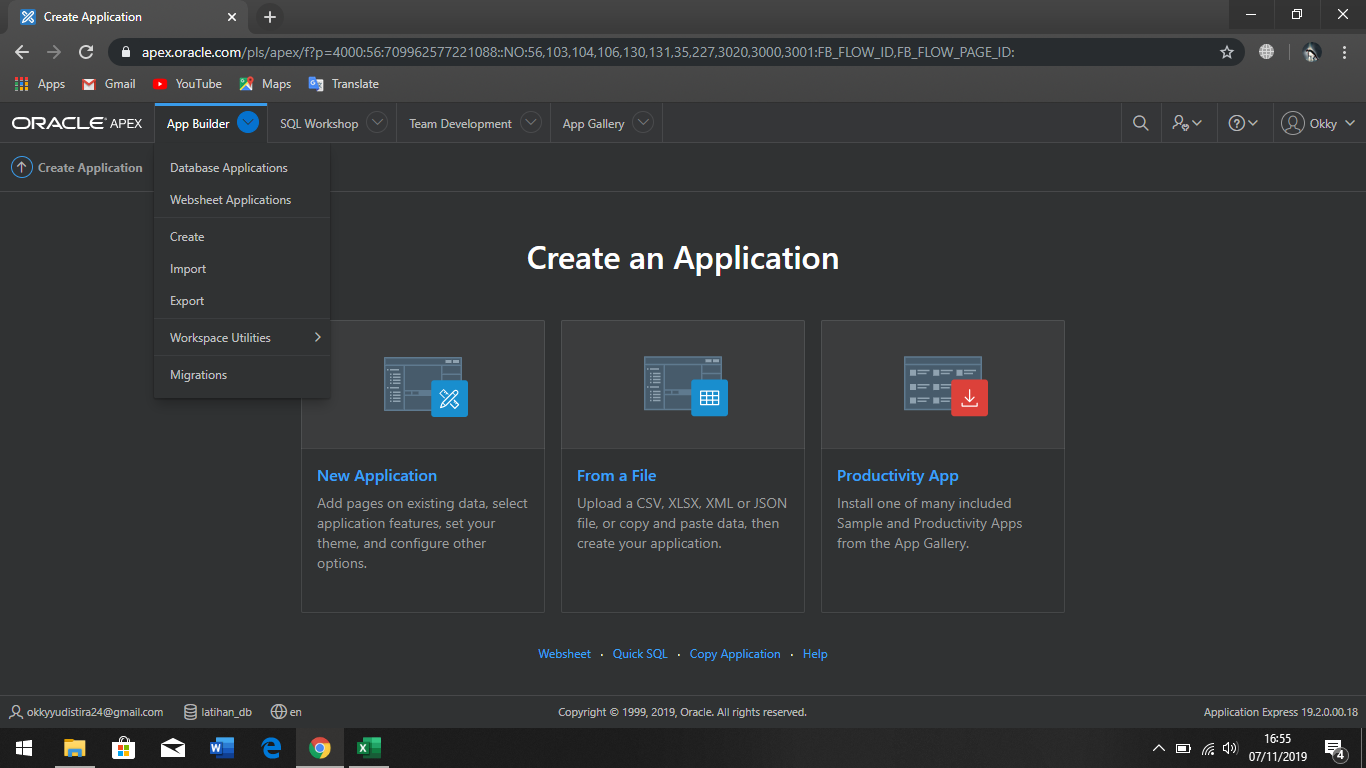 Create Application
apex.oracle.com/pls/apex/f?p=4000:56:709962577221088::NO:56,103,104,106,130,131,35,227,3020,3000,3001:FB_FLOW_ID,FB_FLOW_PAGE_ID:
Apps Gmail YouTube Maps Translate
ORACLE APEX App Builder SQL Workshop Team Development App Gallery Okky
Create Application
Database Applications
Websheet Applications
Create
Import
Export
Workspace Utilities
Migrations
Create an Application
New Application
Add pages on existing data, select
application features, set your
theme, and configure other
options.
From a File
Upload a CSV, XLSX, XML or JSON
file, or copy and paste data, then
create your application.
Productivity App
Install one of many included
Sample and Productivity Apps
from the App Gallery.
Websheet • Quick SQL • Copy Application • Help
okkyyudistira24@gmail.com latihan_db en Copyright © 1999, 2019, Oracle. All rights reserved. Application Express 19.2.0.00.18
16:55
07/11/2019
4